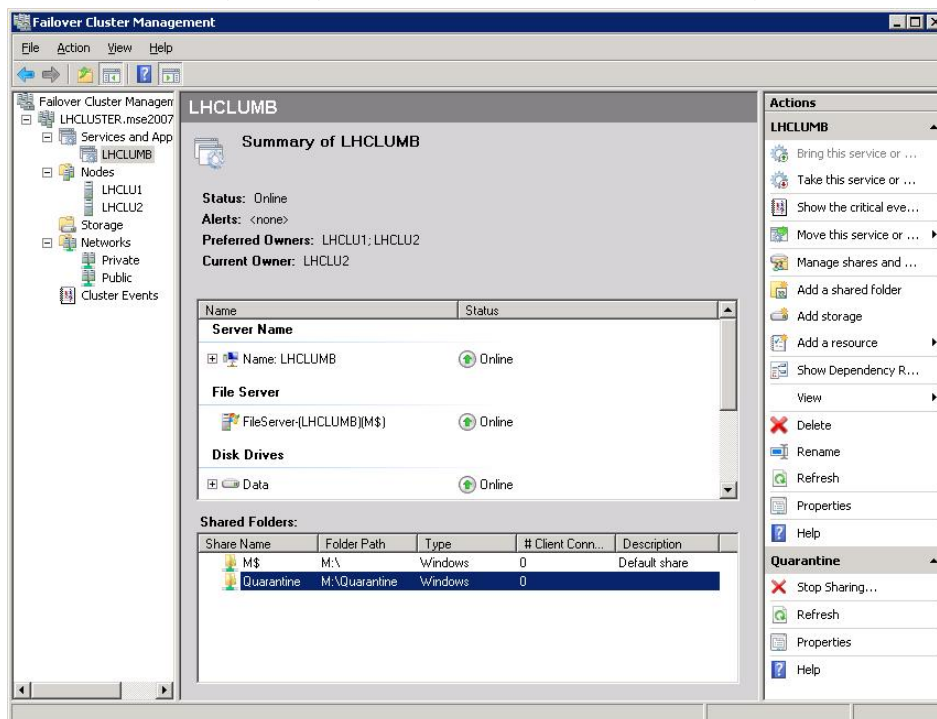 Failover Cluster Management
File Action View Help
Failover Cluster Managem
LHCLUSTER.mse2007
Services and App
LHCLUMB
Nodes
LHCLU1
LHCLU2
Storage
Networks
Private
Public
Cluster Events
LHCLUMB
Summary of LHCLUMB
Status: Online
Alerts: <none>
Preferred Owners: LHCLU1; LHCLU2
Current Owner: LHCLU2
Name Status
Server Name
Name: LHCLUMB Online
File Server
FileServer-(LHCLUMB)(M$) Online
Disk Drives
Data Online
Shared Folders:
Share Name Folder Path Type # Client Conn... Description
M$ M:\ Windows 0 Default share
Quarantine M:\Quarantine Windows 0
Actions
LHCLUMB
Bring this service or ...
Take this service or ...
Show the critical eve...
Move this service or ...
Manage shares and ...
Add a shared folder
Add storage
Add a resource
Show Dependency R...
View
Delete
Rename
Refresh
Properties
Help
Quarantine
Stop Sharing...
Refresh
Properties
Help